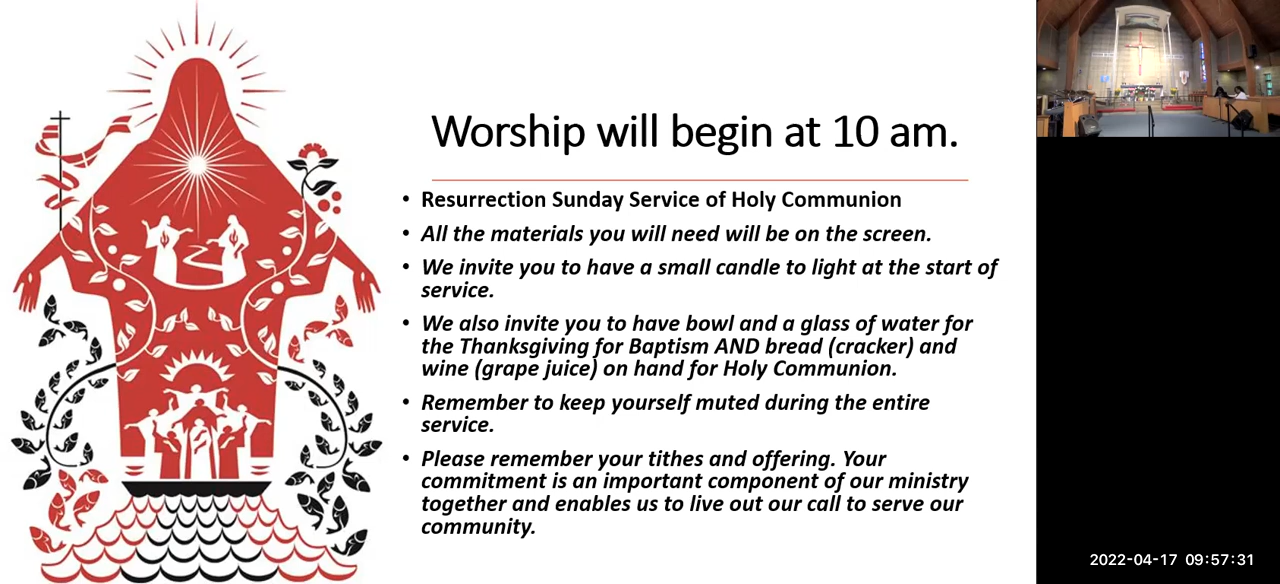 Worship will begin at 10 am.
• Resurrection Sunday Service of Holy Communion
• All the materials you will need will be on the screen.
• We invite you to have a small candle to light at the start of
service.
• We also invite you to have bowl and a glass of water for
the Thanksgiving for Baptism AND bread (cracker) and
wine (grape juice) on hand for Holy Communion.
• Remember to keep yourself muted during the entire
service.
• Please remember your tithes and offering. Your
commitment is an important component of our ministry
together and enables us to live out our call to serve our
community.
2022-04-17 09:57:31